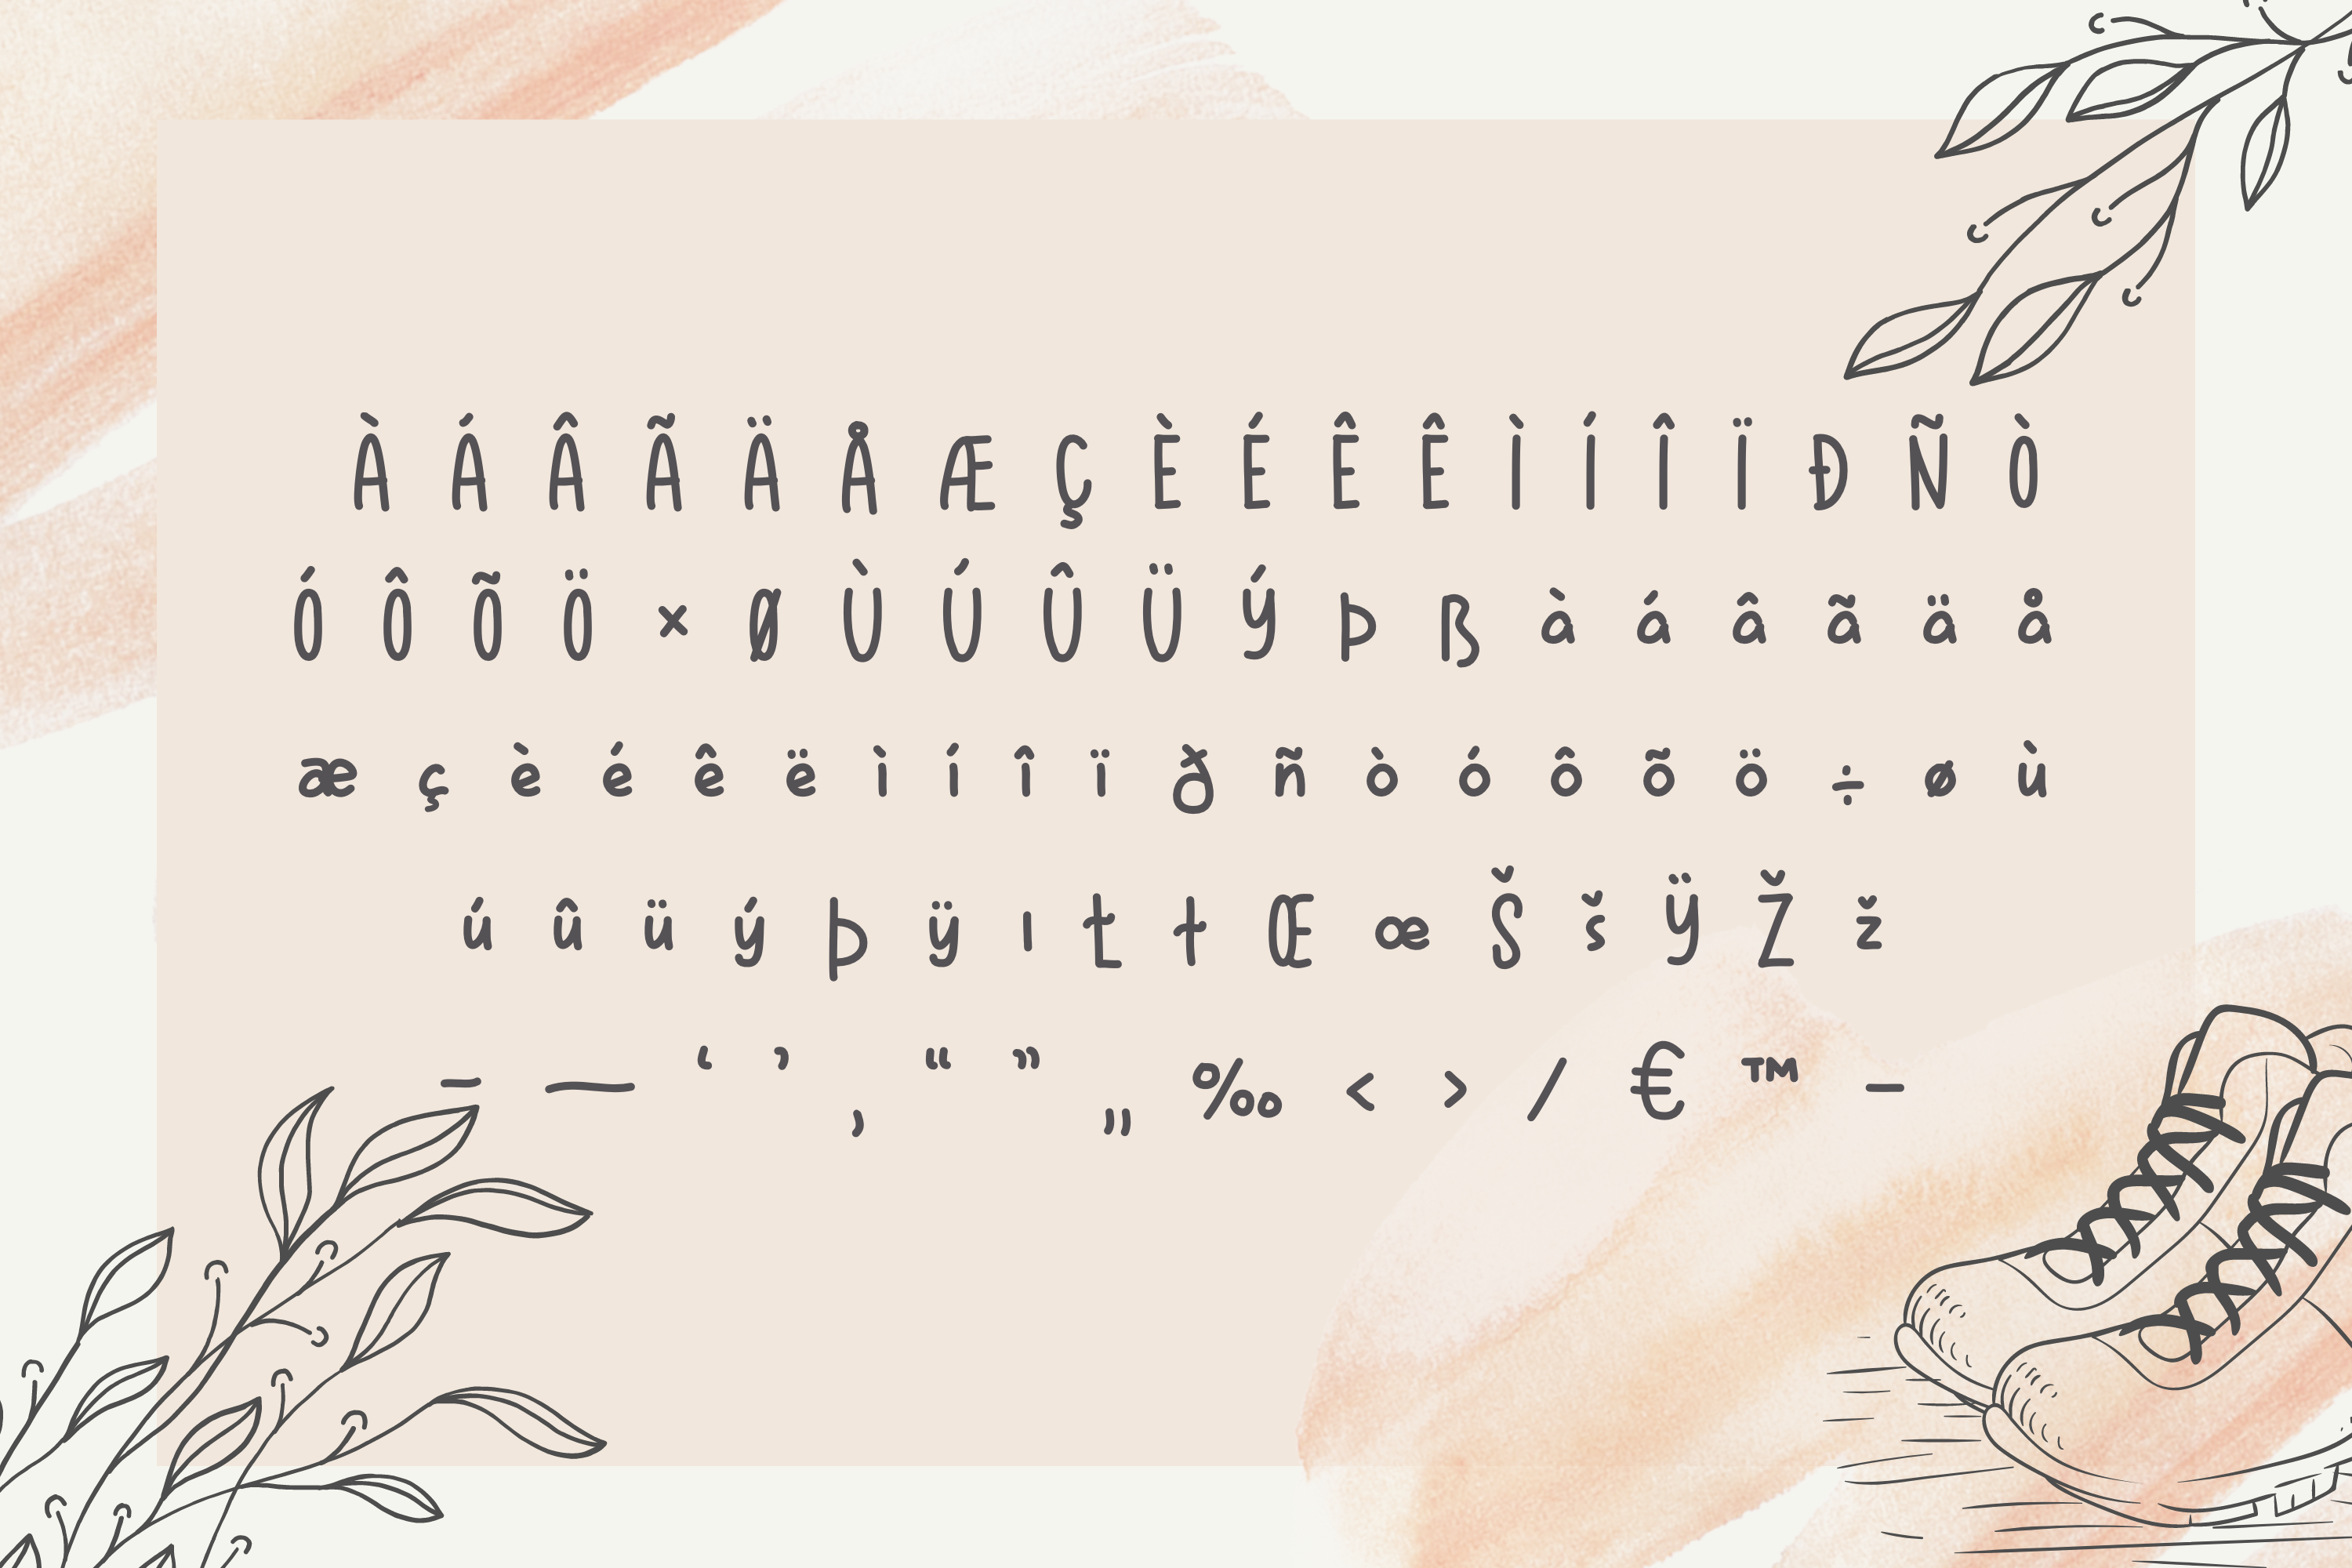 À Á Â Ã Ä Å Æ Ç È É Ê Ê Ì Í Î Ï Ð Ñ Ò
Ó Ô Õ Ö × Ø Ù Ú Û Ü Ý Þ ß à á â ã ä å
æ ç è é ê ë ì í î ï ð ñ ò ó ô õ ö ÷ ø ù
ú û ü ý þ ÿ ı Ł ł Œ œ Š š Ÿ Ž ž
– — ‘ ’ ‚ “ ” „ ‰ ‹ › ⁄ € ™ −